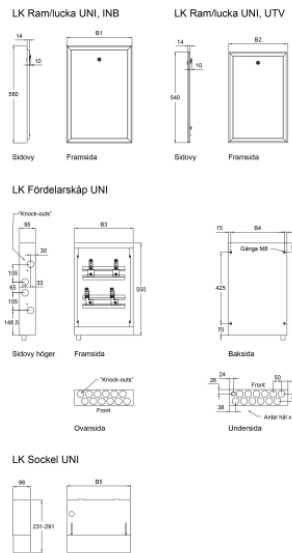 LK Ram/lucka UNI, INB
LK Ram/lucka UNI, UTV
14
B1
10
580
Sidovy
Framsida
14
B2
10
540
Sidovy
Framsida
LK Fördelarskåp UNI
"Knock-outs"
95
30
105
33
65
105
148,5
Sidovy höger
B3
550
Framsida
15
B4
Gänga M8
425
70
Baksida
"Knock-outs"
Front
Ovansida
24
50
26
Front
38
Antal hål x
Undersida
LK Sockel UNI
96
231-291
B5